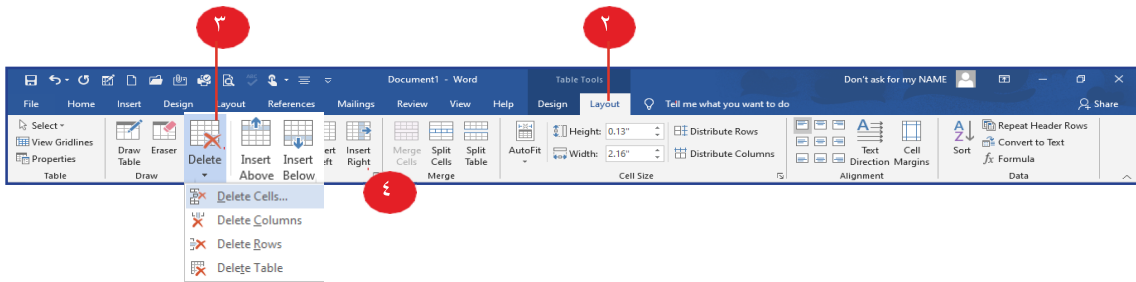 ٣
٢
Document1 - Word
Table Tools
Don't ask for my NAME
File Home Insert Design Layout References Mailings Review View Help Design Layout Tell me what you want to do Share
Select
View Gridlines
Properties
Table
Draw Table
Eraser
Draw
Delete
Insert Above
Insert Below
Insert Right
Merge Cells
Split Cells
Split Table
Merge
AutoFit
Height: 0.13"
Width: 2.16"
Distribute Rows
Distribute Columns
Cell Size
Text Direction
Cell Margins
Alignment
Sort
Repeat Header Rows
Convert to Text
fx Formula
Data
٤
Delete Cells...
Delete Columns
Delete Rows
Delete Table